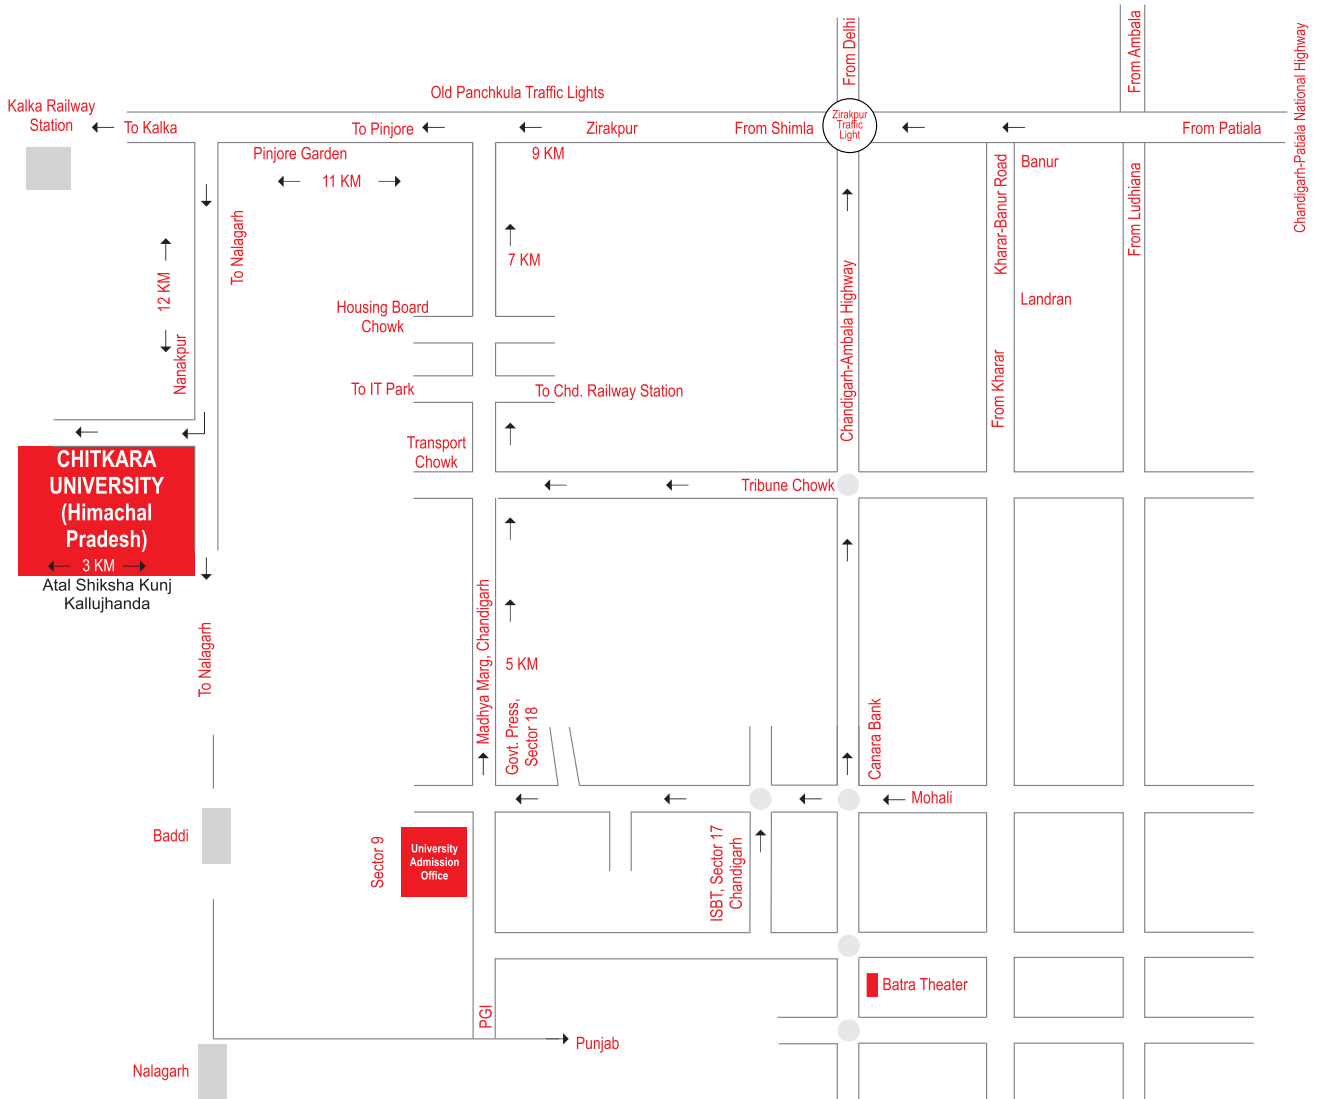 From Delhi
From Ambala
Chandigarh-Patiala National Highway
Old Panchkula Traffic Lights
Kalka Railway
Station
To Kalka
To Pinjore
Zirakpur
From Shimla
Zirakpur
Traffic
Light
From Patiala
Pinjore Garden
9 KM
Banur
11 KM
Kharar-Banur Road
From Ludhiana
To Nalagarh
7 KM
12 KM
Landran
Housing Board
Chowk
Chandigarh-Ambala Highway
Nanakpur
From Kharar
To IT Park
To Chd. Railway Station
Transport
Chowk
CHITKARA
UNIVERSITY
(Himachal
Pradesh)
3 KM
Atal Shiksha Kunj
Kallujhanda
Tribune Chowk
Madhya Marg, Chandigarh
To Nalagarh
5 KM
Govt. Press,
Sector 18
Canara Bank
Mohali
Baddi
Sector 9
University
Admission
Office
ISBT, Sector 17
Chandigarh
Batra Theater
PGI
Punjab
Nalagarh